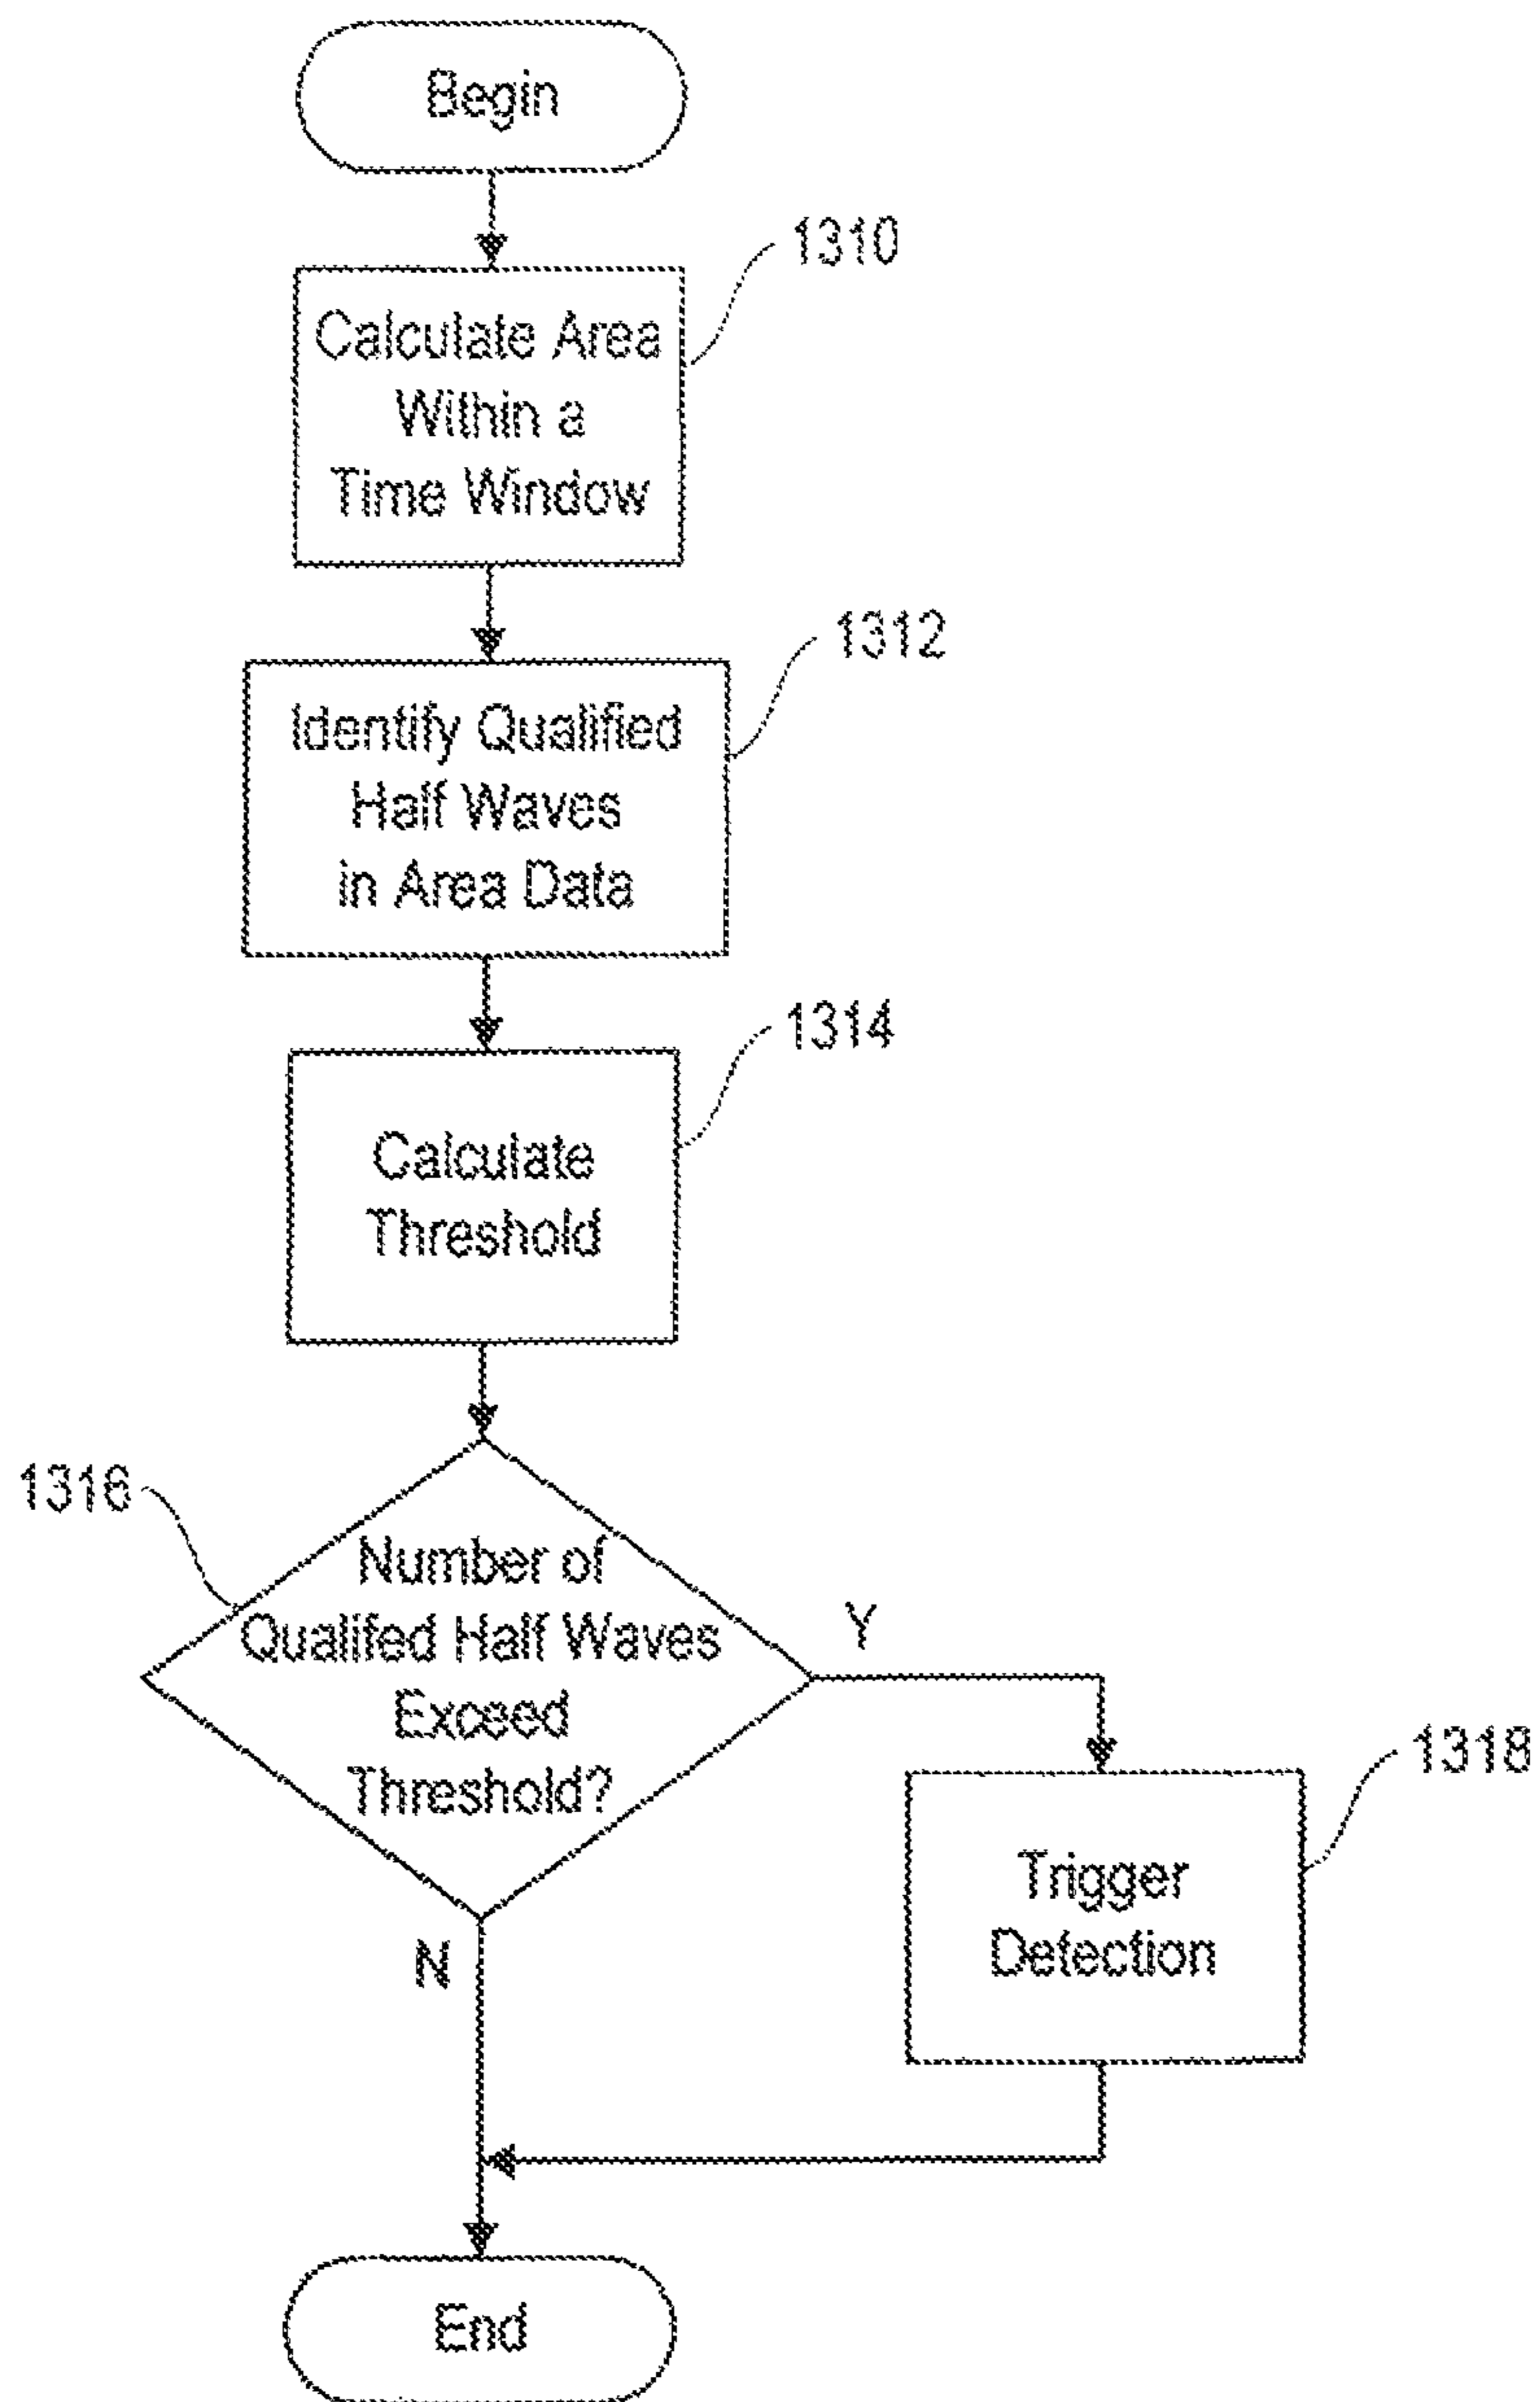 Begin
1310
Calculate Area
Within a
Time Window
1312
Identify Qualified
Half Waves
in Area Data
1314
Calculate
Threshold
1316
Number of
Qualifed Half Waves
Exceed
Threshold?
Y
1318
Trigger
Detection
N
End